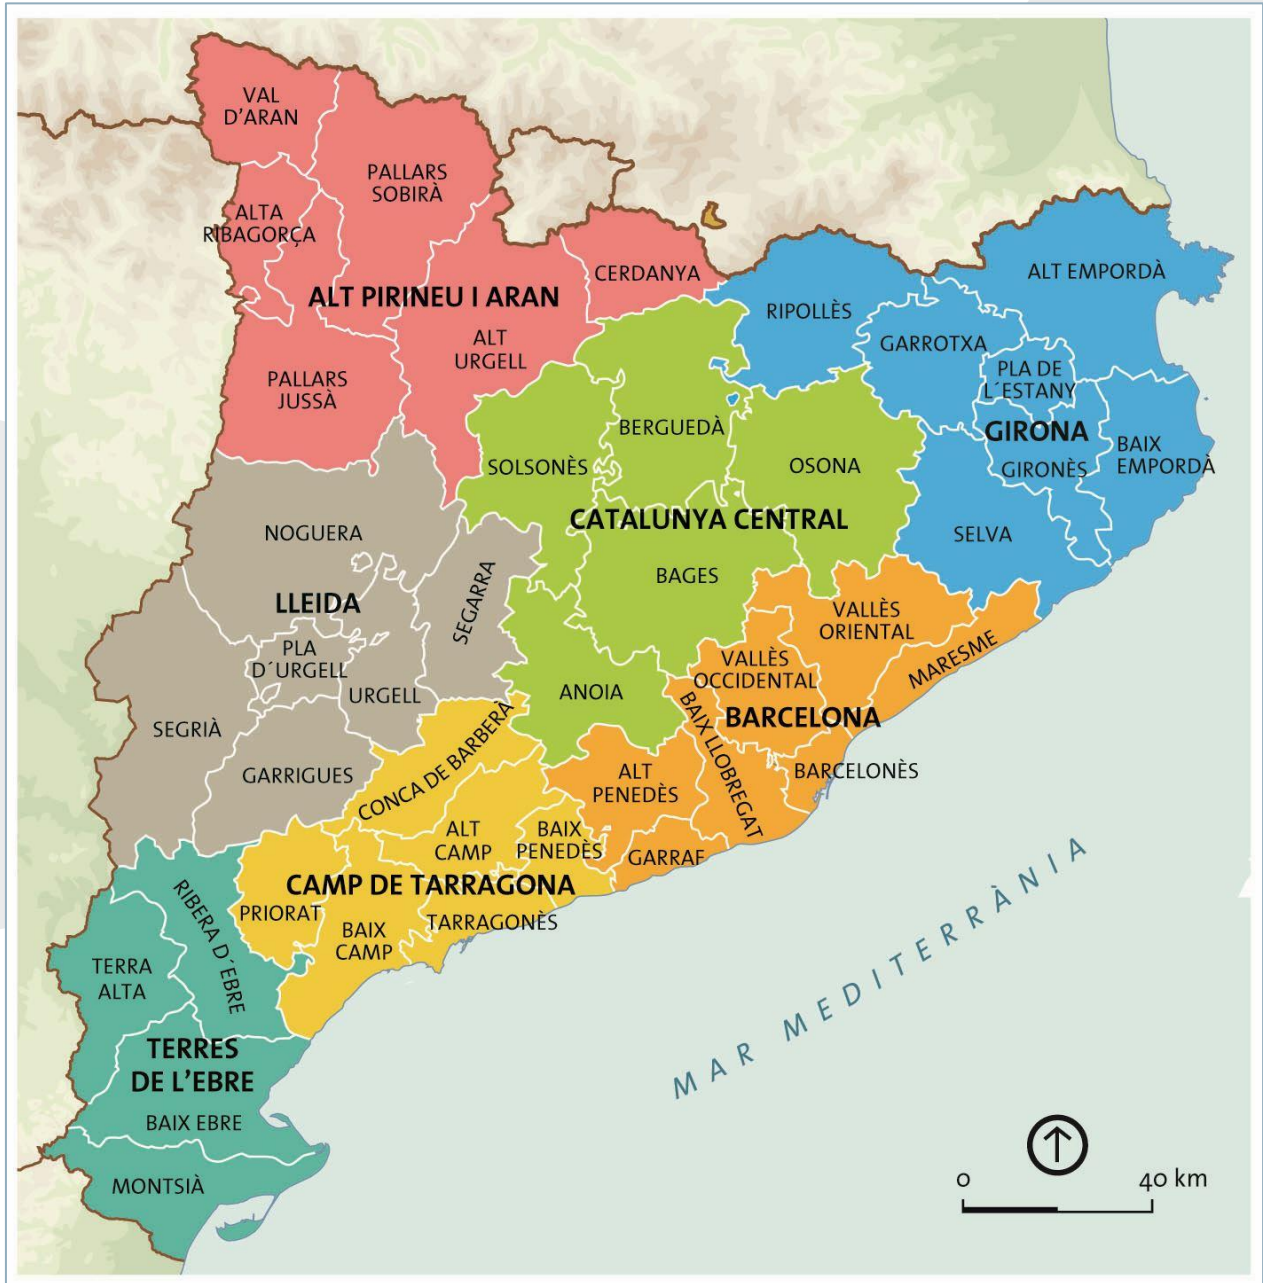 VAL
D'ARAN
PALLARS
SOBIRÀ
ALTA
RIBAGORÇA
CERDANYA
ALT PIRINEU I ARAN
ALT
URGELL
PALLARS
JUSSÀ
RIPOLLÈS
ALT EMPORDÀ
GARROTXA
PLA DE
L´ESTANY
GIRONA
GIRONÈS
BAIX
EMPORDÀ
SELVA
BERGUEDÀ
SOLSONÈS
OSONA
CATALUNYA CENTRAL
BAGES
ANOIA
NOGUERA
LLEIDA
SEGARRA
PLA
D´URGELL
URGELL
SEGRIÀ
GARRIGUES
VALLÈS
ORIENTAL
VALLÈS
OCCIDENTAL
MARESME
BARCELONA
BAIX LLOBREGAT
BARCELONÈS
ALT
PENEDÈS
GARRAF
CONCA DE BARBERÀ
ALT
CAMP
BAIX
PENEDÈS
CAMP DE TARRAGONA
PRIORAT
BAIX
CAMP
TARRAGONÈS
RIBERA D´EBRE
TERRA
ALTA
TERRES
DE L'EBRE
BAIX EBRE
MONTSIÀ
MAR MEDITERRÀNIA
0 40 km